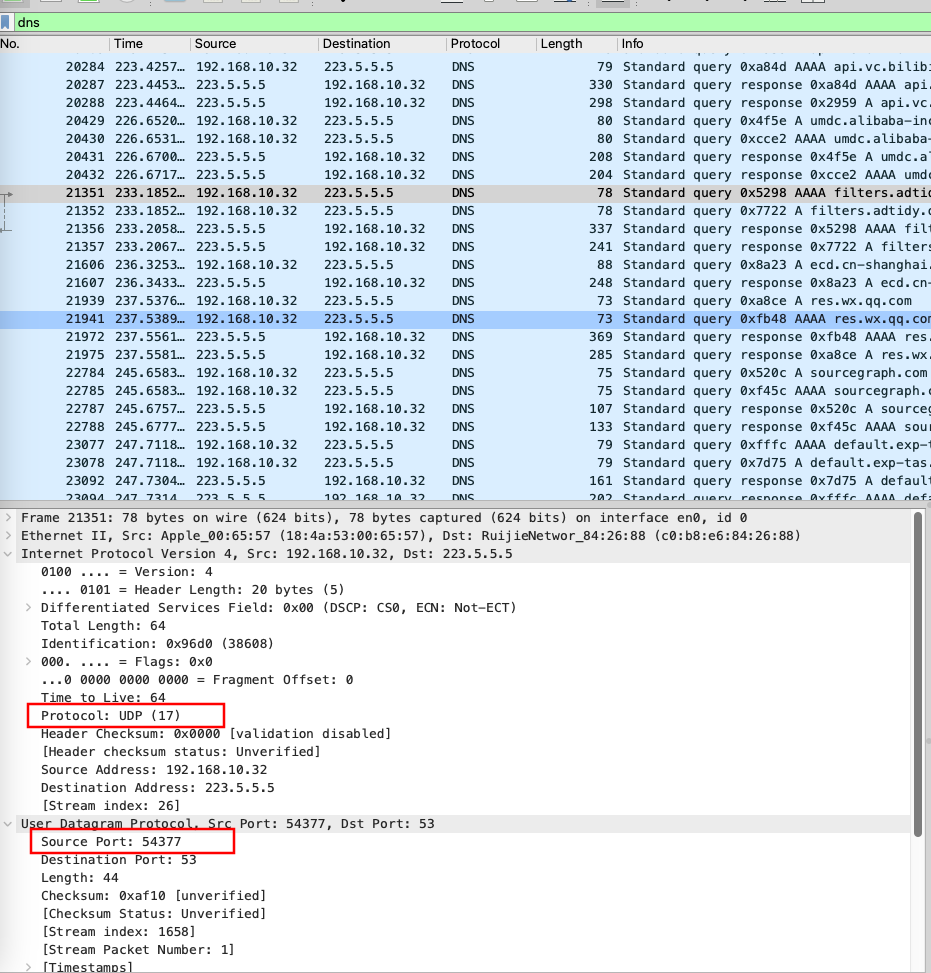 dns
No. Time Source Destination Protocol Length Info
20284 223.4257… 192.168.10.32 223.5.5.5 DNS 79 Standard query 0xa84d AAAA api.vc.bilibi
20287 223.4453… 223.5.5.5 192.168.10.32 DNS 330 Standard query response 0xa84d AAAA api.
20288 223.4464… 223.5.5.5 192.168.10.32 DNS 298 Standard query response 0x2959 A api.vc.
20429 226.6520… 192.168.10.32 223.5.5.5 DNS 80 Standard query 0x4f5e A umdc.alibaba-inc
20430 226.6531… 192.168.10.32 223.5.5.5 DNS 80 Standard query 0xcce2 AAAA umdc.alibaba-
20431 226.6700… 223.5.5.5 192.168.10.32 DNS 208 Standard query response 0x4f5e A umdc.al
20432 226.6717… 223.5.5.5 192.168.10.32 DNS 204 Standard query response 0xcce2 AAAA umdc
21351 233.1852… 192.168.10.32 223.5.5.5 DNS 78 Standard query 0x5298 AAAA filters.adtid
21352 233.1852… 192.168.10.32 223.5.5.5 DNS 78 Standard query 0x7722 A filters.adtidy.c
21356 233.2058… 223.5.5.5 192.168.10.32 DNS 337 Standard query response 0x5298 AAAA filt
21357 233.2067… 223.5.5.5 192.168.10.32 DNS 241 Standard query response 0x7722 A filters
21606 236.3253… 192.168.10.32 223.5.5.5 DNS 88 Standard query 0x8a23 A ecd.cn-shanghai.
21607 236.3433… 223.5.5.5 192.168.10.32 DNS 248 Standard query response 0x8a23 A ecd.cn-
21939 237.5376… 192.168.10.32 223.5.5.5 DNS 73 Standard query 0xa8ce A res.wx.qq.com
21941 237.5389… 192.168.10.32 223.5.5.5 DNS 73 Standard query 0xfb48 AAAA res.wx.qq.com
21972 237.5561… 223.5.5.5 192.168.10.32 DNS 369 Standard query response 0xfb48 AAAA res.
21975 237.5581… 223.5.5.5 192.168.10.32 DNS 285 Standard query response 0xa8ce A res.wx.
22784 245.6583… 192.168.10.32 223.5.5.5 DNS 75 Standard query 0x520c A sourcegraph.com
22785 245.6583… 192.168.10.32 223.5.5.5 DNS 75 Standard query 0xf45c AAAA sourcegraph.c
22787 245.6757… 223.5.5.5 192.168.10.32 DNS 107 Standard query response 0x520c A sourceg
22788 245.6777… 223.5.5.5 192.168.10.32 DNS 133 Standard query response 0xf45c AAAA sour
23077 247.7118… 192.168.10.32 223.5.5.5 DNS 79 Standard query 0xfffc AAAA default.exp-t
23078 247.7118… 192.168.10.32 223.5.5.5 DNS 79 Standard query 0x7d75 A default.exp-tas.
23092 247.7304… 223.5.5.5 192.168.10.32 DNS 161 Standard query response 0x7d75 A default
23094 247.7314 223.5.5.5 192.168.10.32 DNS 202 Standard query response 0xfffc AAAA defa
Frame 21351: 78 bytes on wire (624 bits), 78 bytes captured (624 bits) on interface en0, id 0
Ethernet II, Src: Apple_00:65:57 (18:4a:53:00:65:57), Dst: RuijieNetwor_84:26:88 (c0:b8:e6:84:26:88)
Internet Protocol Version 4, Src: 192.168.10.32, Dst: 223.5.5.5
0100 .... = Version: 4
.... 0101 = Header Length: 20 bytes (5)
Differentiated Services Field: 0x00 (DSCP: CS0, ECN: Not-ECT)
Total Length: 64
Identification: 0x96d0 (38608)
000. .... = Flags: 0x0
...0 0000 0000 0000 = Fragment Offset: 0
Time to Live: 64
Protocol: UDP (17)
Header Checksum: 0x0000 [validation disabled]
[Header checksum status: Unverified]
Source Address: 192.168.10.32
Destination Address: 223.5.5.5
[Stream index: 26]
User Datagram Protocol, Src Port: 54377, Dst Port: 53
Source Port: 54377
Destination Port: 53
Length: 44
Checksum: 0xaf10 [unverified]
[Checksum Status: Unverified]
[Stream index: 1658]
[Stream Packet Number: 1]
[Timestamps]